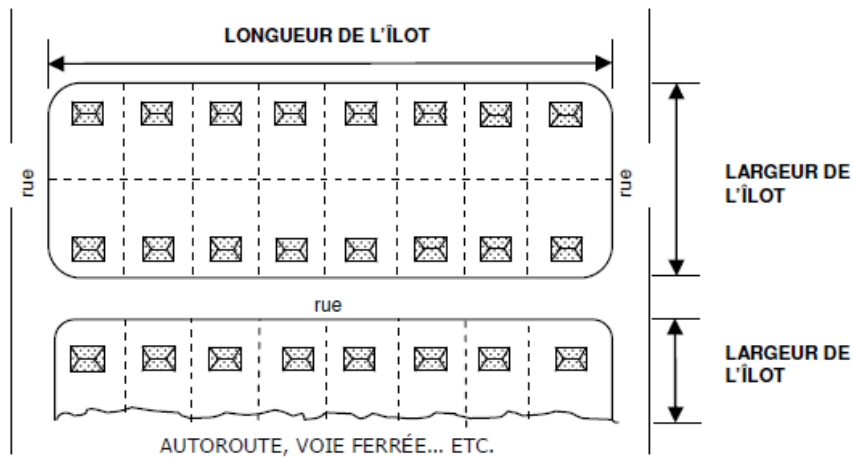 LONGUEUR DE L'ÎLOT
rue
rue
LARGEUR DE
L'ÎLOT
rue
LARGEUR DE
L'ÎLOT
AUTOROUTE, VOIE FERRÉE... ETC.